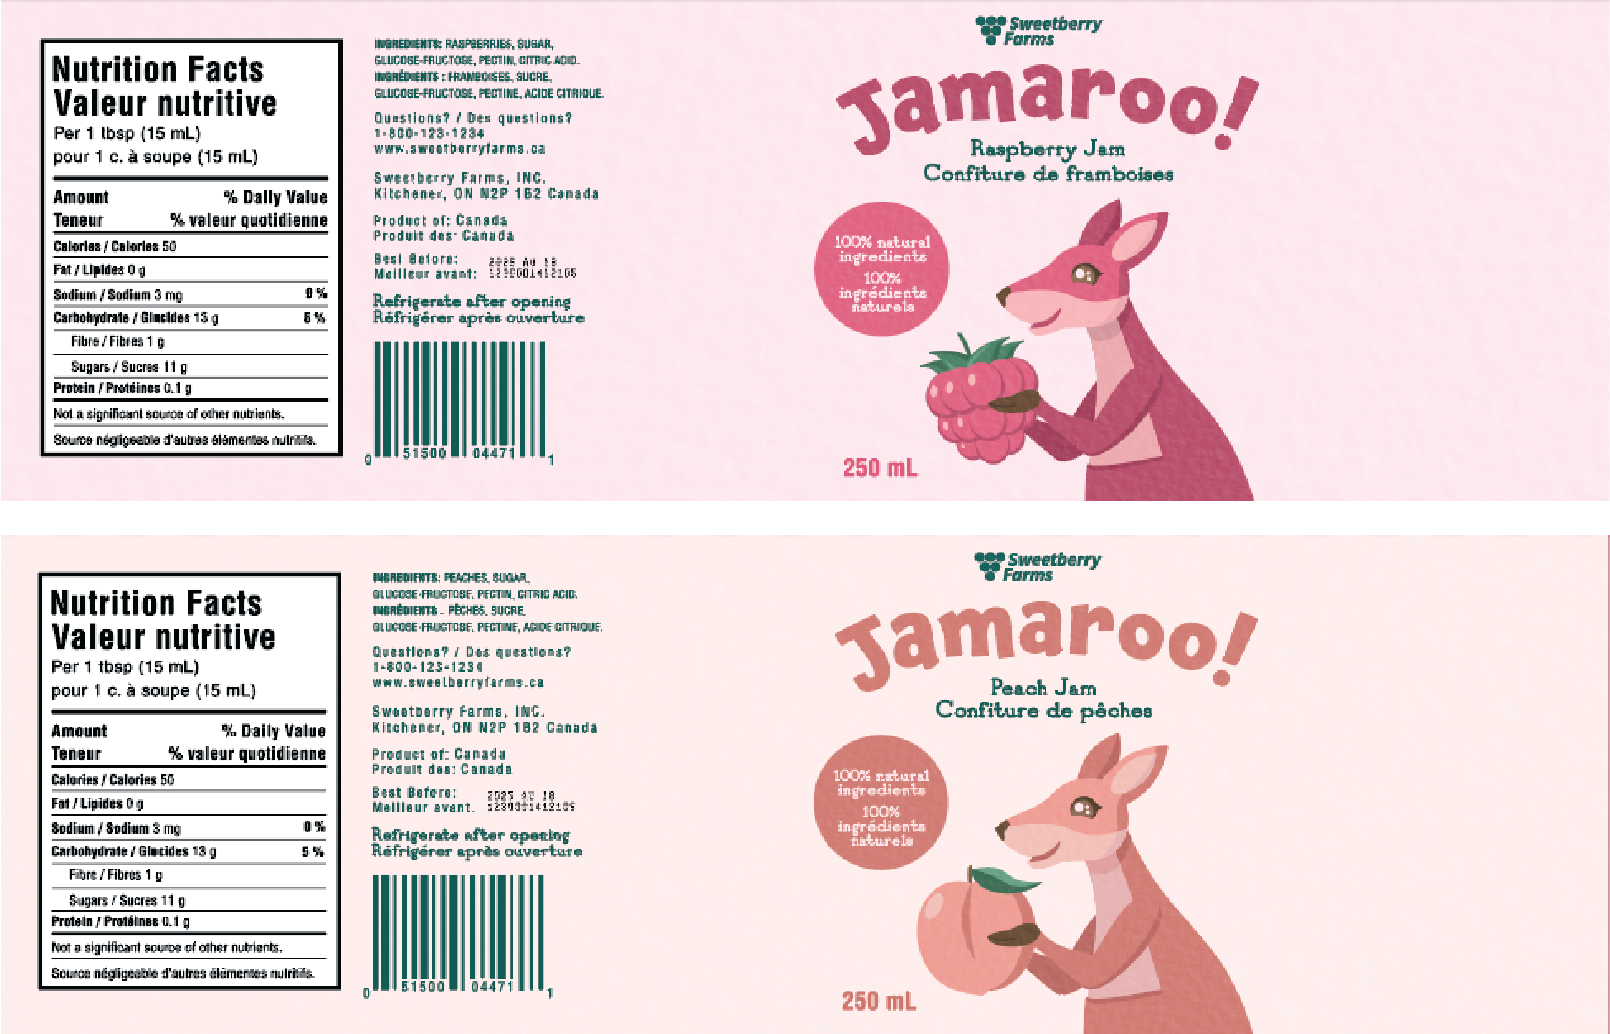 Nutrition Facts
Valeur nutritive
Per 1 tbsp (15 mL)
pour 1 c. à soupe (15 mL)
Amount % Daily Value
Teneur % valeur quotidienne
Calories / Calories 50
Fat / Lipides 0 g
Sodium / Sodium 3 mg 0 %
Carbohydrate / Glucides 13 g 5 %
Fibre / Fibres 1 g
Sugars / Sucres 11 g
Protein / Protéines 0.1 g
Not a significant source of other nutrients.
Source négligeable d'autres élémentes nutritifs.
INGREDIENTS: RASPBERRIES, SUGAR,
GLUCOSE-FRUCTOSE, PECTIN, CITRIC ACID.
INGRÉDIENTS : FRAMBOISES, SUCRE,
GLUCOSE-FRUCTOSE, PECTINE, ACIDE CITRIQUE.
Questions? / Des questions?
1-800-123-1234
www.sweetberryfarms.ca
Sweetberry Farms, INC.
Kitchener, ON N2P 1B2 Canada
Product of: Canada
Produit des: Canada
Best Before: 2025 AU 18
Meilleur avant:
Refrigerate after opening
Réfrigérer après ouverture
0 51500 04471 1
Sweetberry
Farms
Jamaroo!
Raspberry Jam
Confiture de framboises
100% natural
ingredients
100%
ingrédients
naturels
250 mL
Nutrition Facts
Valeur nutritive
Per 1 tbsp (15 mL)
pour 1 c. à soupe (15 mL)
Amount % Daily Value
Teneur % valeur quotidienne
Calories / Calories 50
Fat / Lipides 0 g
Sodium / Sodium 3 mg 0 %
Carbohydrate / Glucides 13 g 5 %
Fibre / Fibres 1 g
Sugars / Sucres 11 g
Protein / Protéines 0.1 g
Not a significant source of other nutrients.
Source négligeable d'autres élémentes nutritifs.
INGREDIENTS: PEACHES, SUGAR,
GLUCOSE-FRUCTOSE, PECTIN, CITRIC ACID.
INGRÉDIENTS : PÊCHES, SUCRE,
GLUCOSE-FRUCTOSE, PECTINE, ACIDE CITRIQUE.
Questions? / Des questions?
1-800-123-1234
www.sweetberryfarms.ca
Sweetberry Farms, INC.
Kitchener, ON N2P 1B2 Canada
Product of: Canada
Produit des: Canada
Best Before: 2025 AU 18
Meilleur avant:
Refrigerate after opening
Réfrigérer après ouverture
0 51500 04471 1
Sweetberry
Farms
Jamaroo!
Peach Jam
Confiture de pêches
100% natural
ingredients
100%
ingrédients
naturels
250 mL